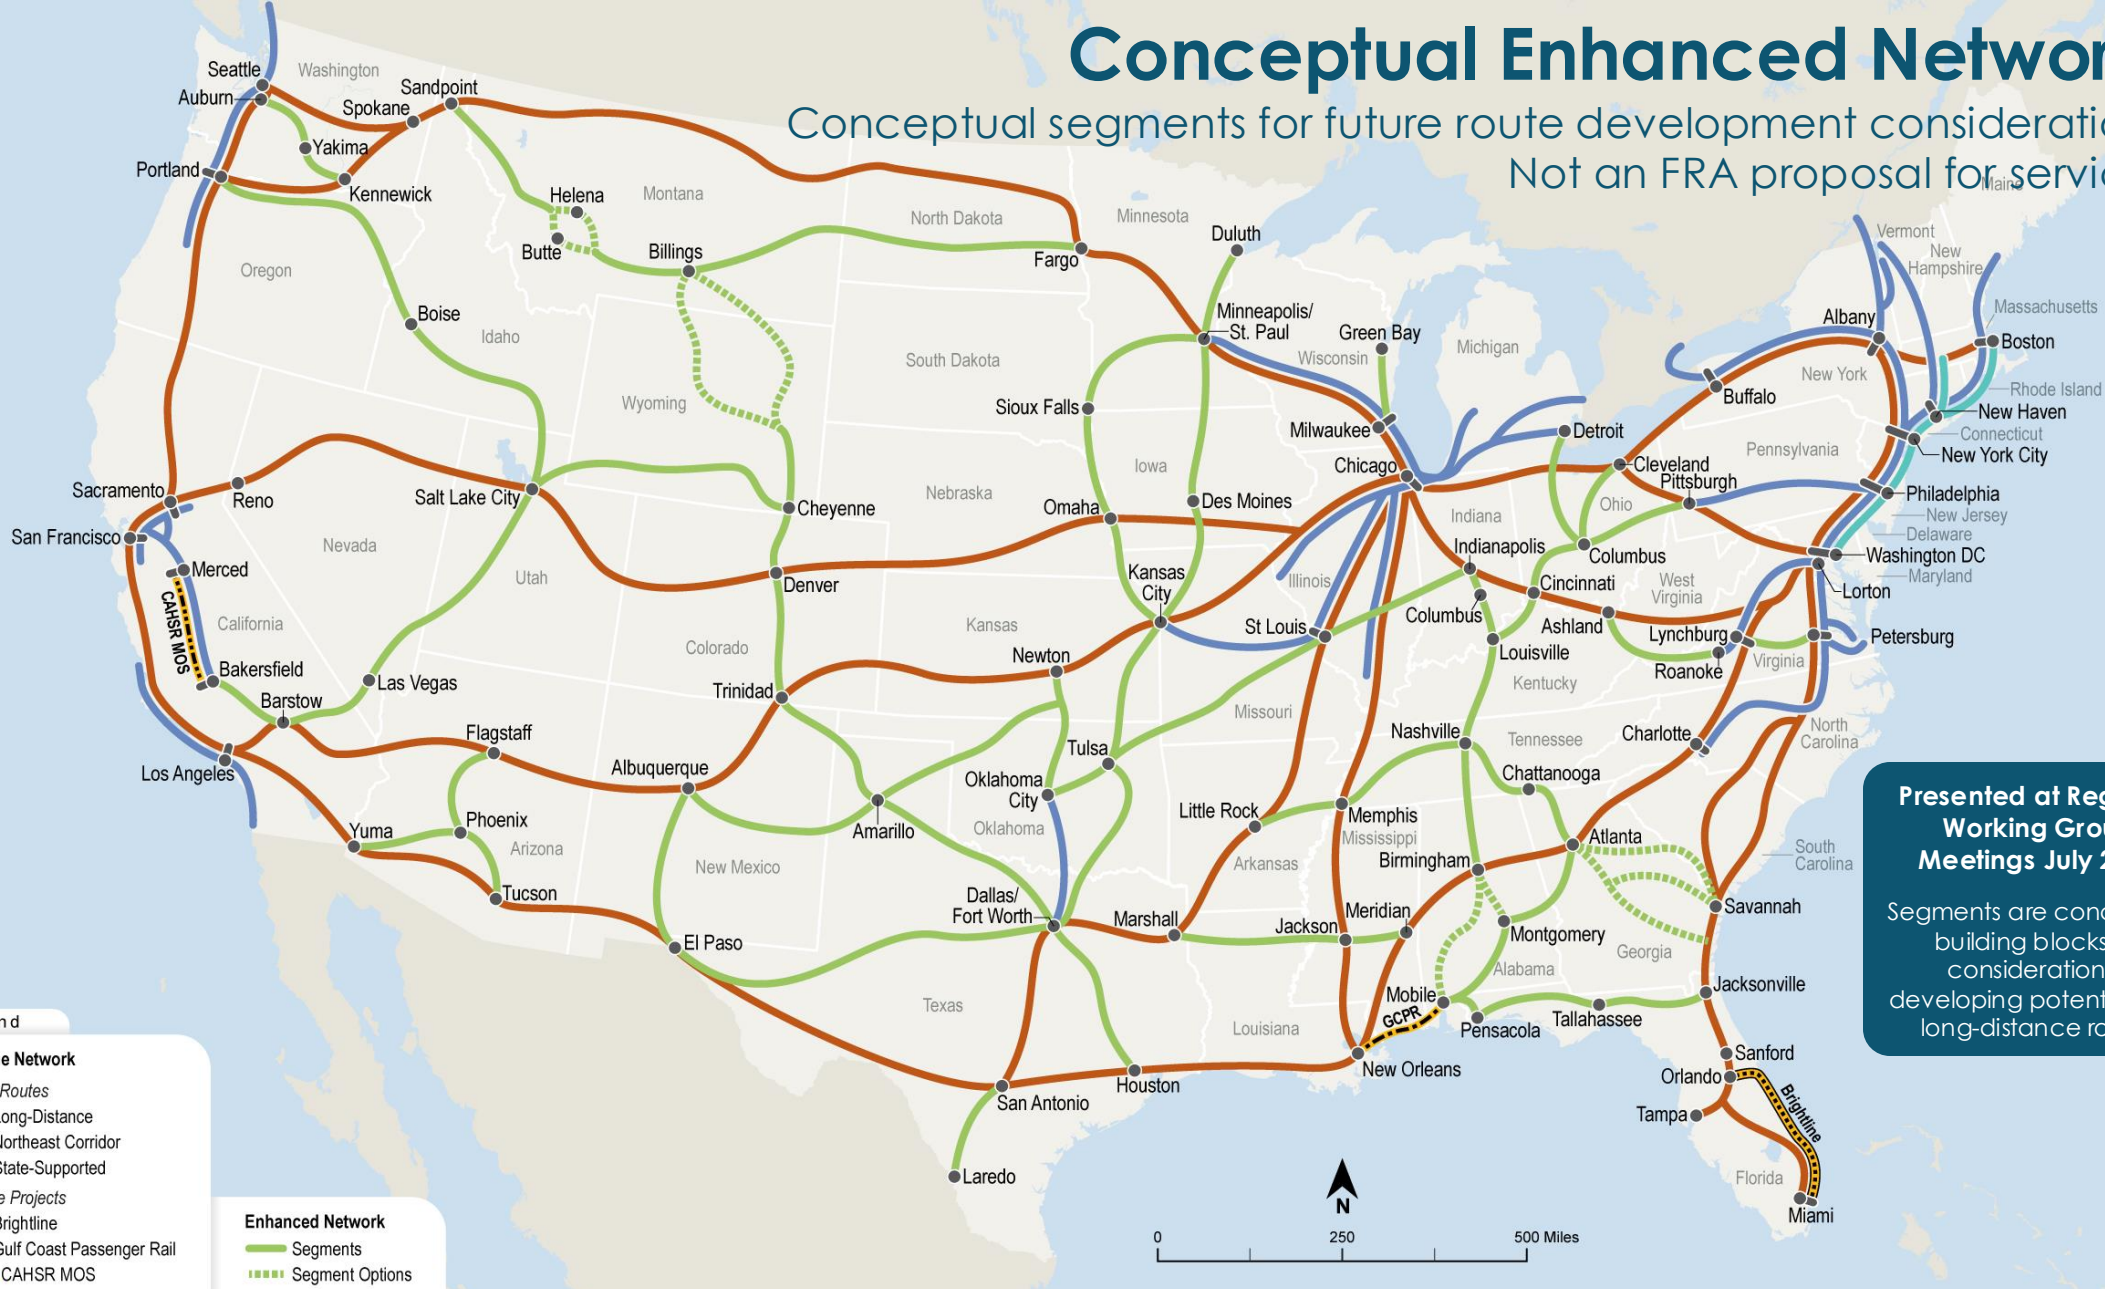 Conceptual Enhanced Networ
Conceptual segments for future route development consideratio
Not an FRA proposal for servic
Seattle
Auburn
Washington
Spokane
Sandpoint
Yakima
Portland
Kennewick
Helena
Montana
Butte
Billings
North Dakota
Fargo
Minnesota
Duluth
Maine
Vermont
New
Hampshire
Oregon
Boise
Idaho
Minneapolis/
St. Paul
Green Bay
Wisconsin
Michigan
Albany
Massachusetts
Boston
South Dakota
Wyoming
Sioux Falls
New York
Buffalo
Rhode Island
New Haven
Connecticut
Milwaukee
Detroit
Pennsylvania
New York City
Chicago
Cleveland
Pittsburgh
Iowa
Sacramento
Reno
Salt Lake City
Nebraska
Omaha
Des Moines
Cheyenne
Philadelphia
New Jersey
Delaware
Ohio
Indiana
San Francisco
Nevada
Merced
Utah
Denver
Kansas
City
Illinois
Indianapolis
Columbus
Cincinnati
West
Virginia
Washington DC
Maryland
Lorton
CAHSR MOS
California
Colorado
Kansas
St Louis
Columbus
Ashland
Lynchburg
Petersburg
Louisville
Roanoke
Virginia
Bakersfield
Barstow
Las Vegas
Trinidad
Newton
Missouri
Kentucky
Flagstaff
Albuquerque
Los Angeles
Tulsa
Nashville
Tennessee
Charlotte
North
Carolina
Chattanooga
Oklahoma
City
Amarillo
Oklahoma
Little Rock
Memphis
Mississippi
Yuma
Phoenix
Arizona
New Mexico
Arkansas
Birmingham
Atlanta
South
Carolina
Tucson
El Paso
Dallas/
Fort Worth
Marshall
Jackson
Meridian
Montgomery
Savannah
Georgia
Alabama
Texas
Louisiana
Mobile
GCPR
Pensacola
Tallahassee
Jacksonville
New Orleans
Houston
San Antonio
Laredo
Sanford
Orlando
Tampa
Brightline
Florida
Miami
Presented at Reg
Working Grou
Meetings July 2
Segments are conc
building blocks
consideration
developing potent
long-distance ro
nd
e Network
Routes
Long-Distance
Northeast Corridor
State-Supported
e Projects
Brightline
Gulf Coast Passenger Rail
CAHSR MOS
Enhanced Network
Segments
Segment Options
N
0 250 500 Miles